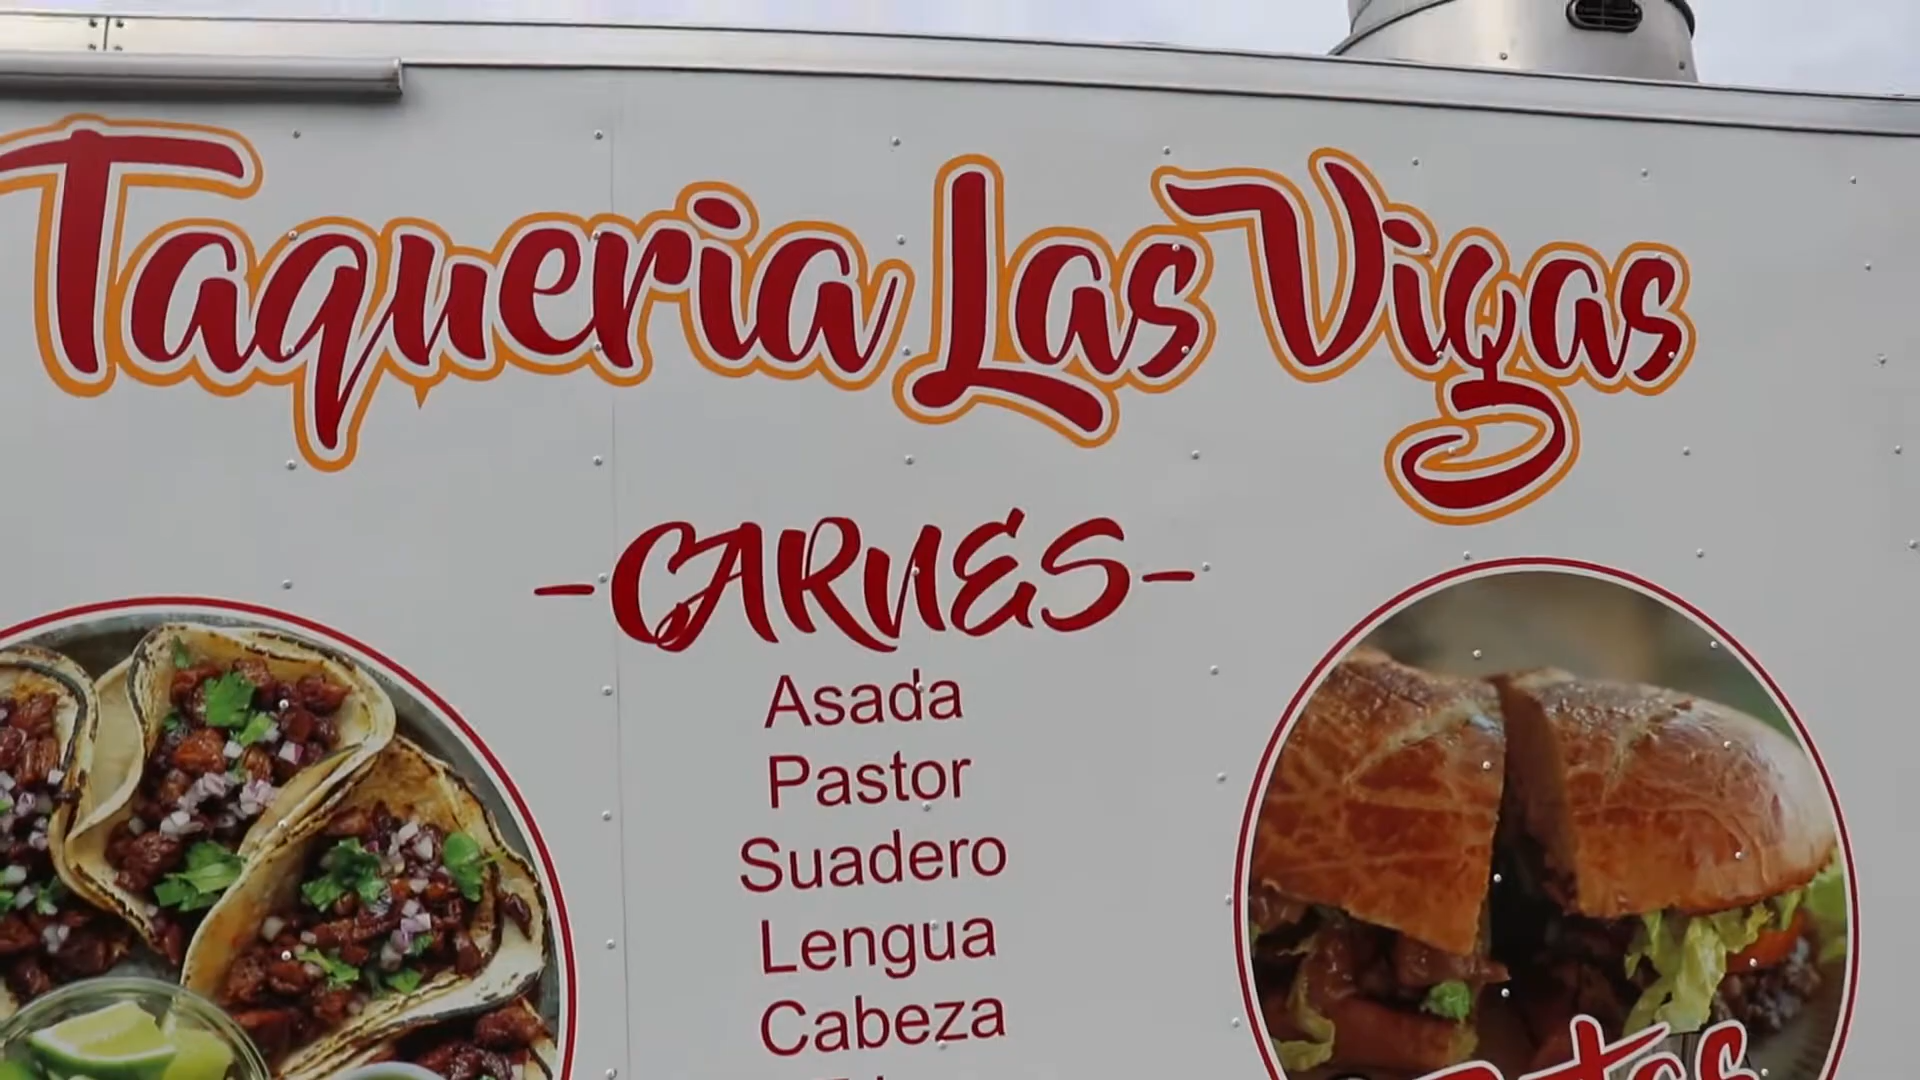 Taqueria Las Vigas
-CARNES-
Asada
Pastor
Suadero
Lengua
Cabeza